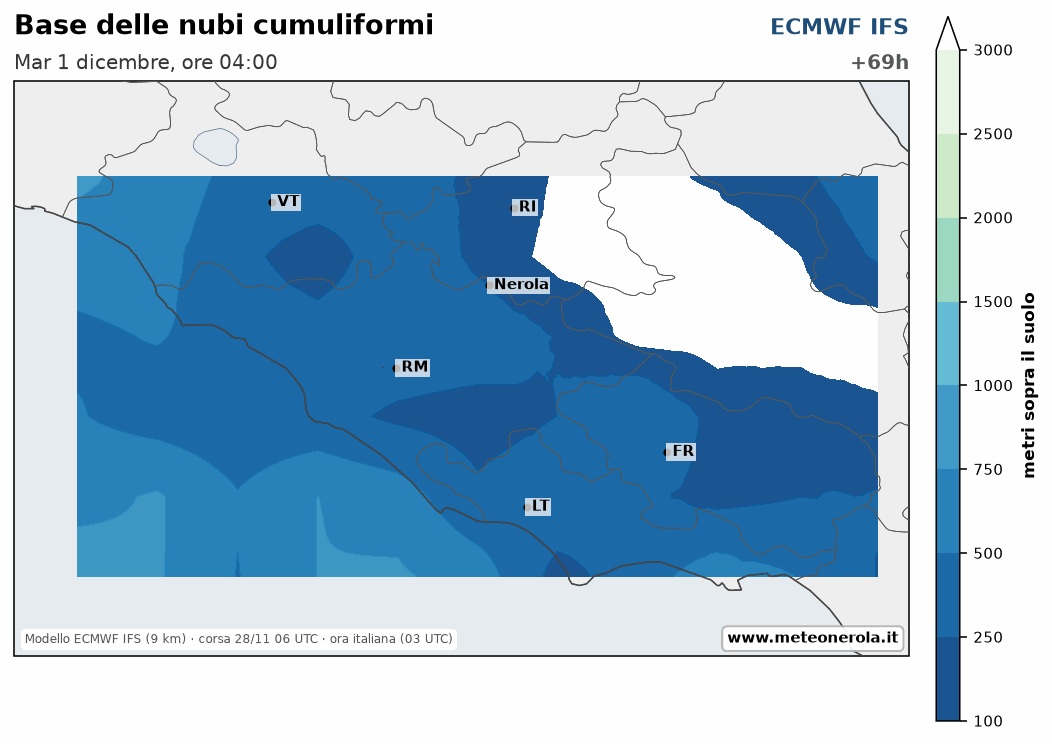 Base delle nubi cumuliformi
ECMWF IFS
Mar 1 dicembre, ore 04:00
+69h
VT
RI
Nerola
RM
FR
LT
3000
2500
2000
1500
1000
750
500
250
100
metri sopra il suolo
Modello ECMWF IFS (9 km) · corsa 28/11 06 UTC · ora italiana (03 UTC)
www.meteonerola.it